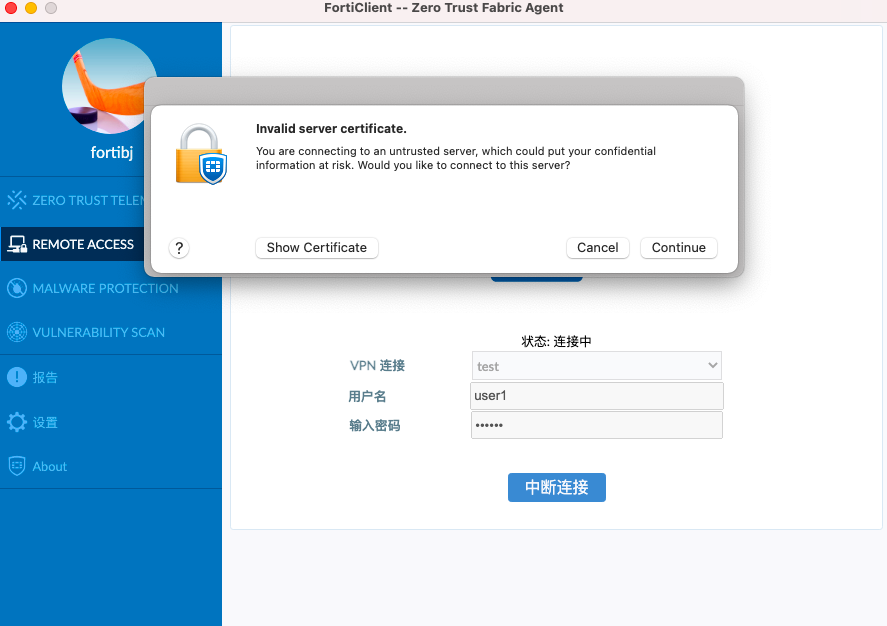 FortiClient -- Zero Trust Fabric Agent
fortibj
ZERO TRUST TELEM
REMOTE ACCESS
MALWARE PROTECTION
VULNERABILITY SCAN
报告
设置
About
Invalid server certificate.
You are connecting to an untrusted server, which could put your confidential
information at risk. Would you like to connect to this server?
?
Show Certificate
Cancel
Continue
状态: 连接中
VPN 连接
test
用户名
user1
输入密码
••••••
中断连接